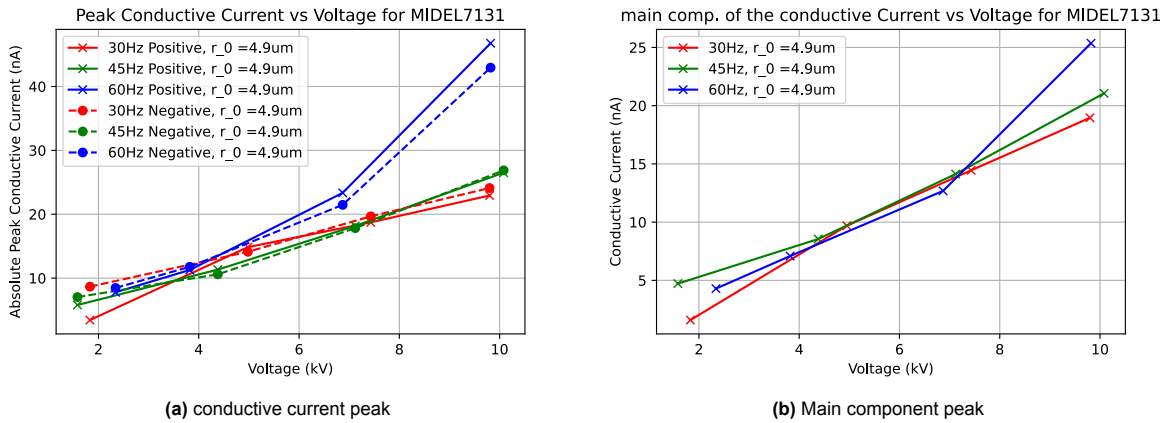 Peak Conductive Current vs Voltage for MIDEL7131
Absolute Peak Conductive Current (nA)
40
30
20
10
30Hz Positive, r_0 =4.9um
45Hz Positive, r_0 =4.9um
60Hz Positive, r_0 =4.9um
30Hz Negative, r_0 =4.9um
45Hz Negative, r_0 =4.9um
60Hz Negative, r_0 =4.9um
2 4 6 8 10
Voltage (kV)
(a) conductive current peak
main comp. of the conductive Current vs Voltage for MIDEL7131
Conductive Current (nA)
25
20
15
10
5
30Hz, r_0 =4.9um
45Hz, r_0 =4.9um
60Hz, r_0 =4.9um
2 4 6 8 10
Voltage (kV)
(b) Main component peak